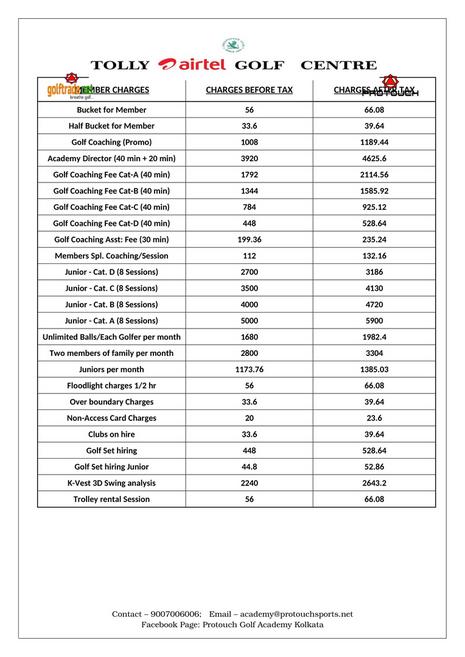 TOLLY airtel GOLF CENTRE
golftrade
breathe golf..
PROTOUCH
MEMBER CHARGES CHARGES BEFORE TAX CHARGES AFTER TAX
Bucket for Member 56 66.08
Half Bucket for Member 33.6 39.64
Golf Coaching (Promo) 1008 1189.44
Academy Director (40 min + 20 min) 3920 4625.6
Golf Coaching Fee Cat-A (40 min) 1792 2114.56
Golf Coaching Fee Cat-B (40 min) 1344 1585.92
Golf Coaching Fee Cat-C (40 min) 784 925.12
Golf Coaching Fee Cat-D (40 min) 448 528.64
Golf Coaching Asst: Fee (30 min) 199.36 235.24
Members Spl. Coaching/Session 112 132.16
Junior - Cat. D (8 Sessions) 2700 3186
Junior - Cat. C (8 Sessions) 3500 4130
Junior - Cat. B (8 Sessions) 4000 4720
Junior - Cat. A (8 Sessions) 5000 5900
Unlimited Balls/Each Golfer per month 1680 1982.4
Two members of family per month 2800 3304
Juniors per month 1173.76 1385.03
Floodlight charges 1/2 hr 56 66.08
Over boundary Charges 33.6 39.64
Non-Access Card Charges 20 23.6
Clubs on hire 33.6 39.64
Golf Set hiring 448 528.64
Golf Set hiring Junior 44.8 52.86
K-Vest 3D Swing analysis 2240 2643.2
Trolley rental Session 56 66.08
Contact – 9007006006; Email – academy@protouchsports.net
Facebook Page: Protouch Golf Academy Kolkata